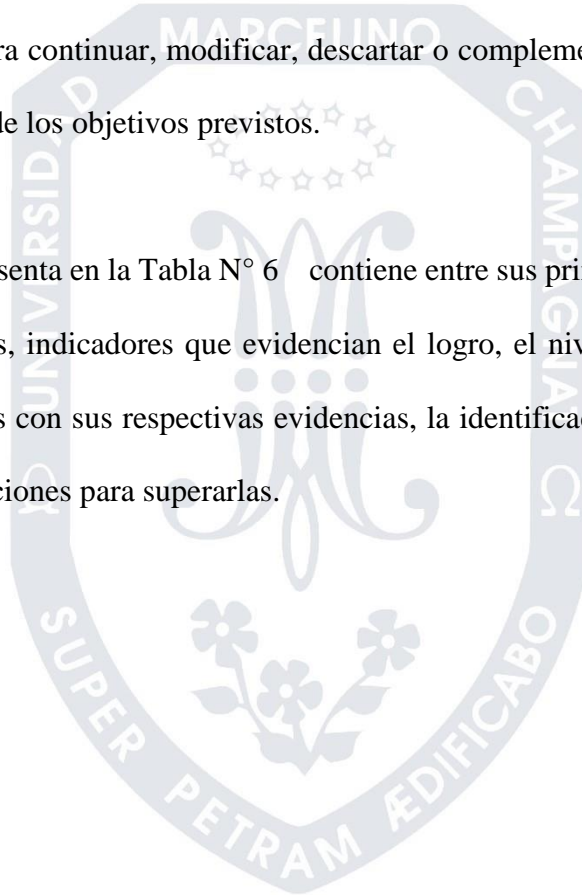 ra continuar, modificar, descartar o compleme
de los objetivos previstos.
senta en la Tabla N° 6 contiene entre sus pri
s, indicadores que evidencian el logro, el niv
s con sus respectivas evidencias, la identifica
ciones para superarlas.
UNIVERSIDAD MARCELINO CHAMPAGNAT
Ω Ω
SUPER PETRAM ÆDIFICABO